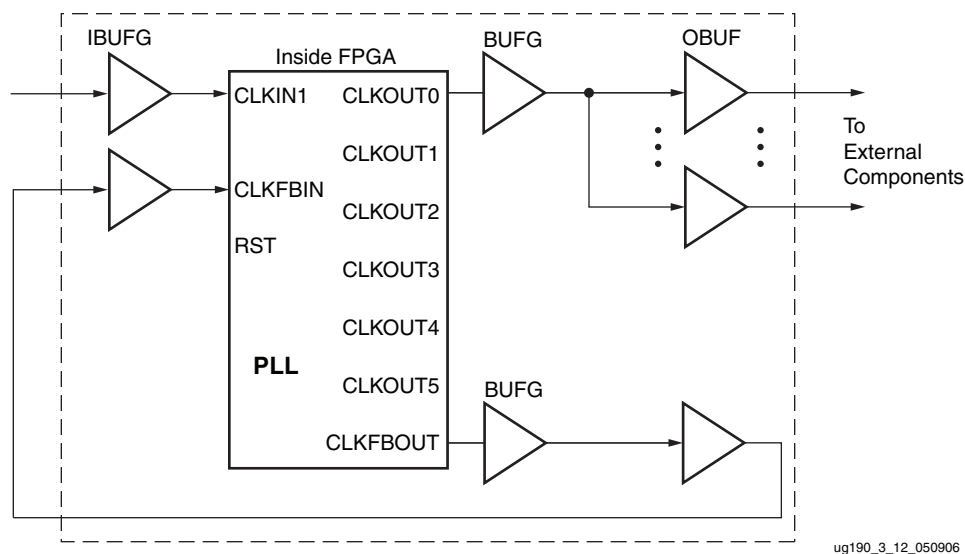 IBUFG
Inside FPGA
BUFG
OBUF
CLKIN1
CLKOUT0
CLKOUT1
CLKFBIN
CLKOUT2
RST
CLKOUT3
CLKOUT4
PLL
CLKOUT5
CLKFBOUT
BUFG
To
External
Components
ug190_3_12_050906